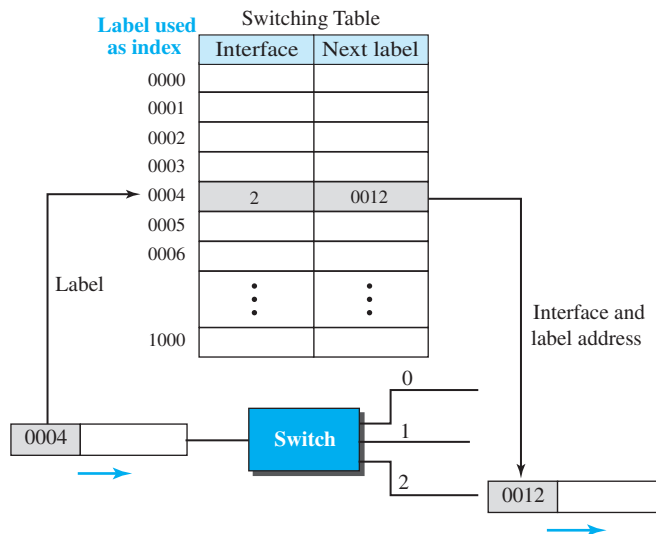 Switching Table
Label used
as index
Interface Next label
0000
0001
0002
0003
0004 2 0012
0005
0006
1000
Label
Interface and
label address
0004
Switch
0
1
2
0012